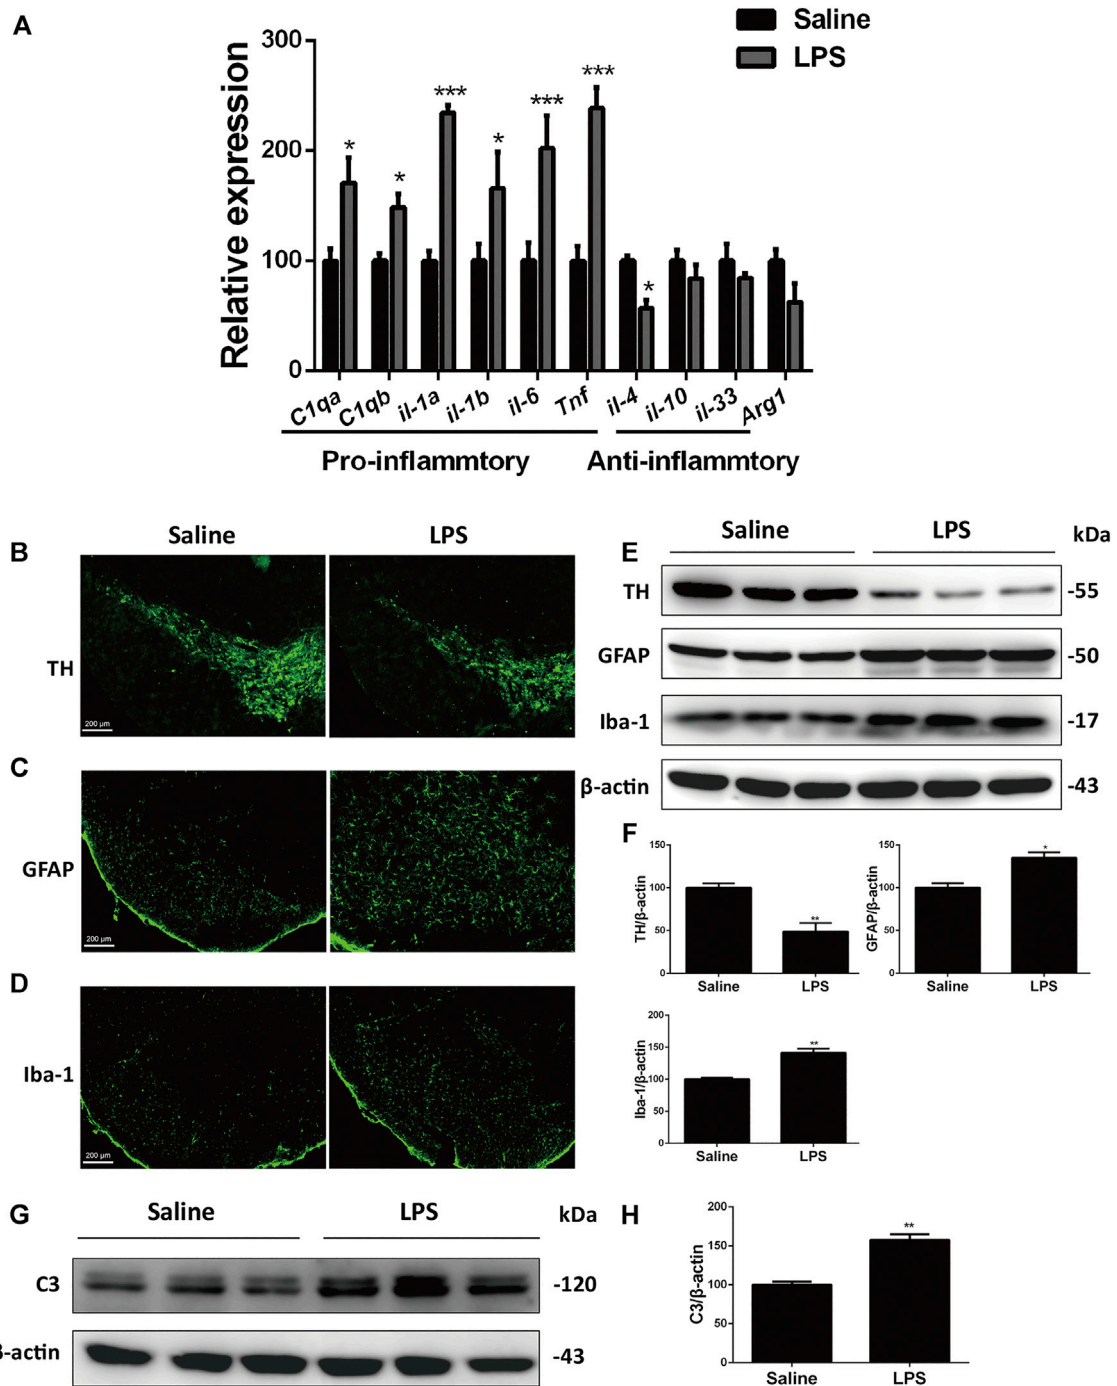 A
Saline
LPS
Relative expression
300
200
100
0
* * *** * *** *** *
C1qa C1qb il-1a il-1b il-6 Tnf il-4 il-10 il-33 Arg1
Pro-inflammtory Anti-inflammtory
B
Saline LPS
TH
200 µm
C
GFAP
200 µm
D
Iba-1
200 µm
E
Saline LPS kDa
TH -55
GFAP -50
Iba-1 -17
β-actin -43
F
TH/β-actin
150
100
50
0
**
Saline LPS
GFAP/β-actin
150
100
50
0
*
Saline LPS
Iba-1/β-actin
200
150
100
50
0
**
Saline LPS
G
Saline LPS kDa
C3 -120
β-actin -43
H
C3/β-actin
200
150
100
50
0
**
Saline LPS